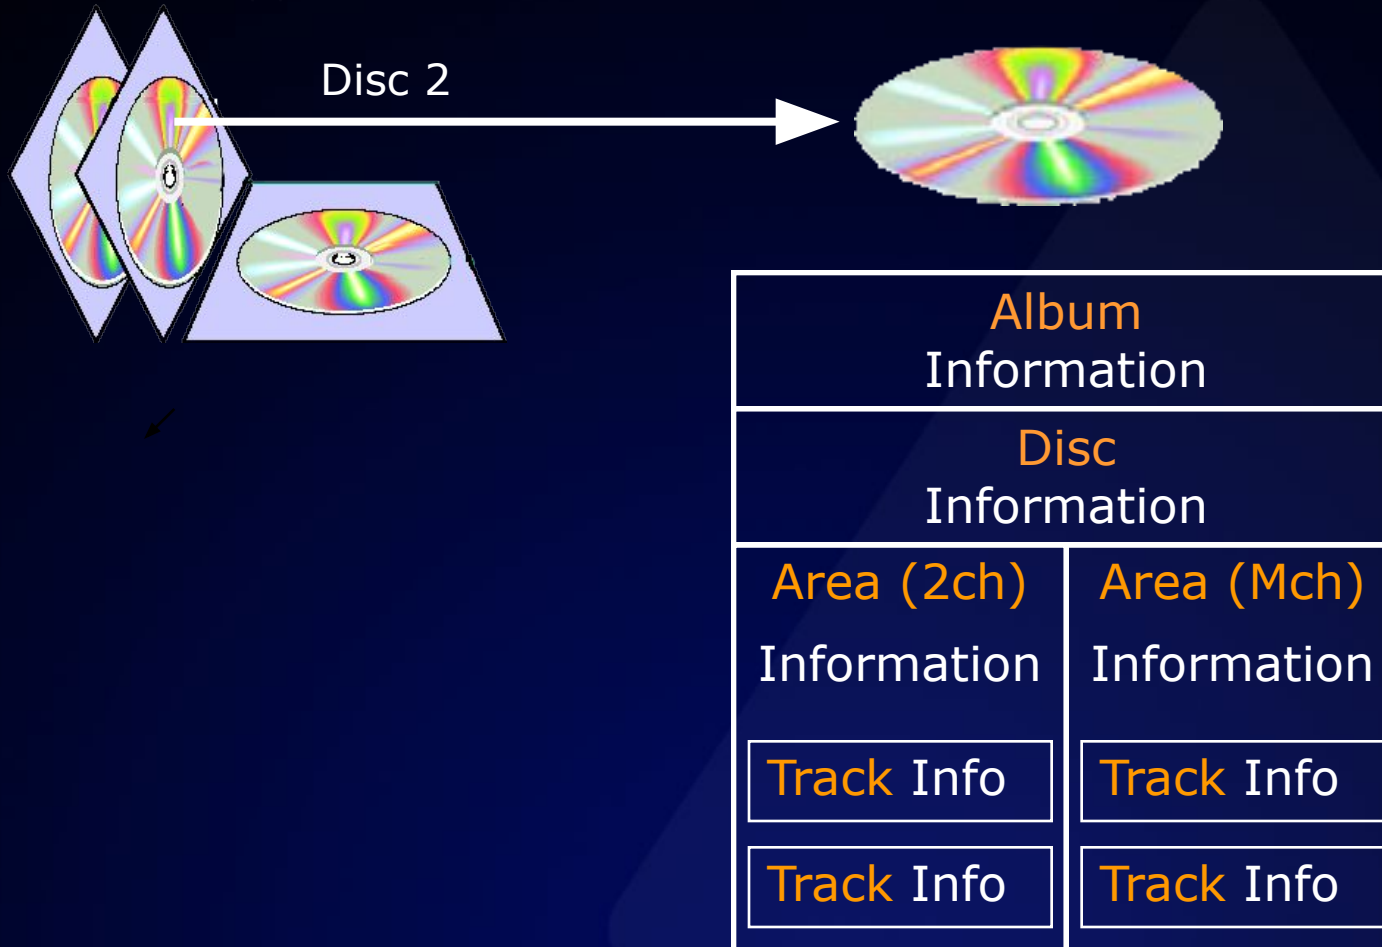 Disc 2
Album
Information
Disc
Information
Area (2ch)
Information
Track Info
Track Info
Area (Mch)
Information
Track Info
Track Info